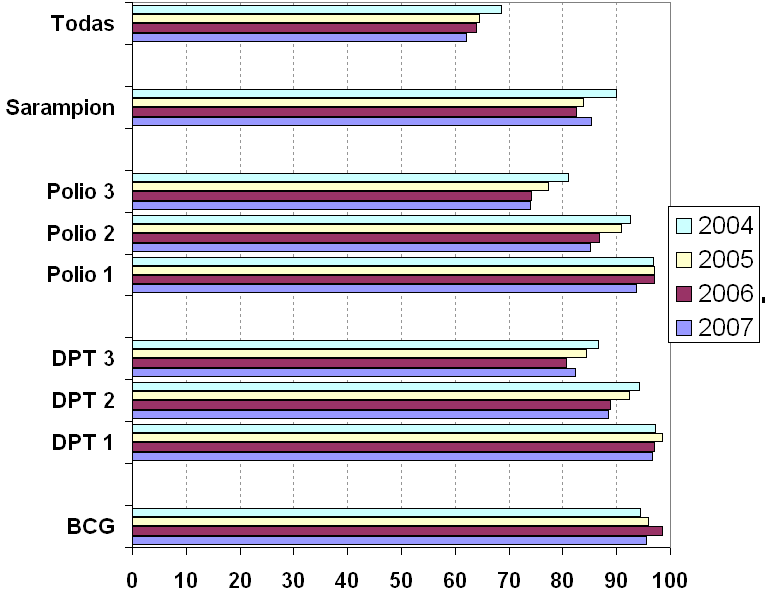 Todas
Sarampion
Polio 3
Polio 2
Polio 1
DPT 3
DPT 2
DPT 1
BCG
0 10 20 30 40 50 60 70 80 90 100
2004
2005
2006
2007